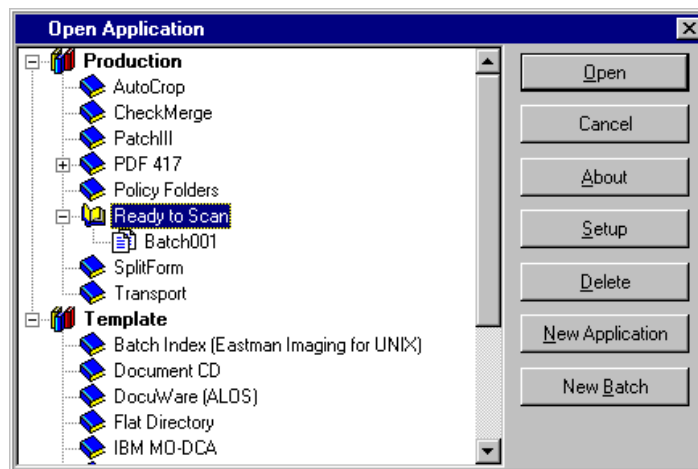 Open Application
Production
AutoCrop
CheckMerge
PatchIII
PDF 417
Policy Folders
Ready to Scan
Batch001
SplitForm
Transport
Template
Batch Index (Eastman Imaging for UNIX)
Document CD
DocuWare (ALOS)
Flat Directory
IBM MO-DCA
Open
Cancel
About
Setup
Delete
New Application
New Batch